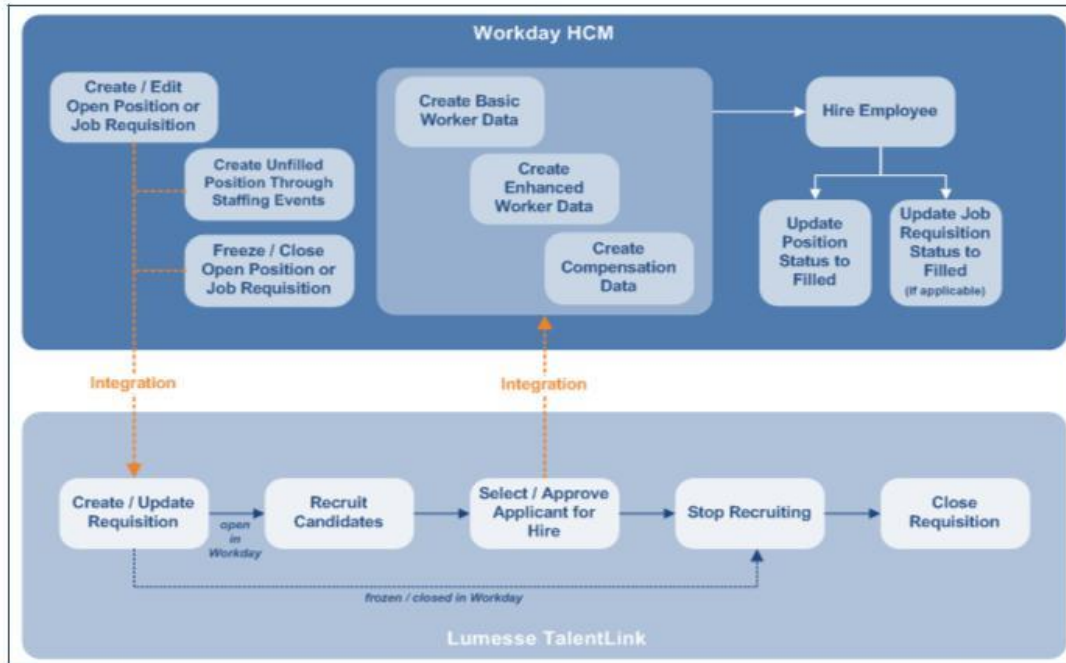 Workday HCM
Create / Edit
Open Position or
Job Requisition
Create Unfilled
Position Through
Staffing Events
Freeze / Close
Open Position or
Job Requisition
Create Basic
Worker Data
Create
Enhanced
Worker Data
Create
Compensation
Data
Hire Employee
Update
Position
Status to
Filled
Update Job
Requisition
Status to
Filled
(If applicable)
Integration
Integration
Create / Update
Requisition
open
in
Workday
Recruit
Candidates
Select / Approve
Applicant for
Hire
Stop Recruiting
Close
Requisition
frozen / closed in Workday
Lumesse TalentLink